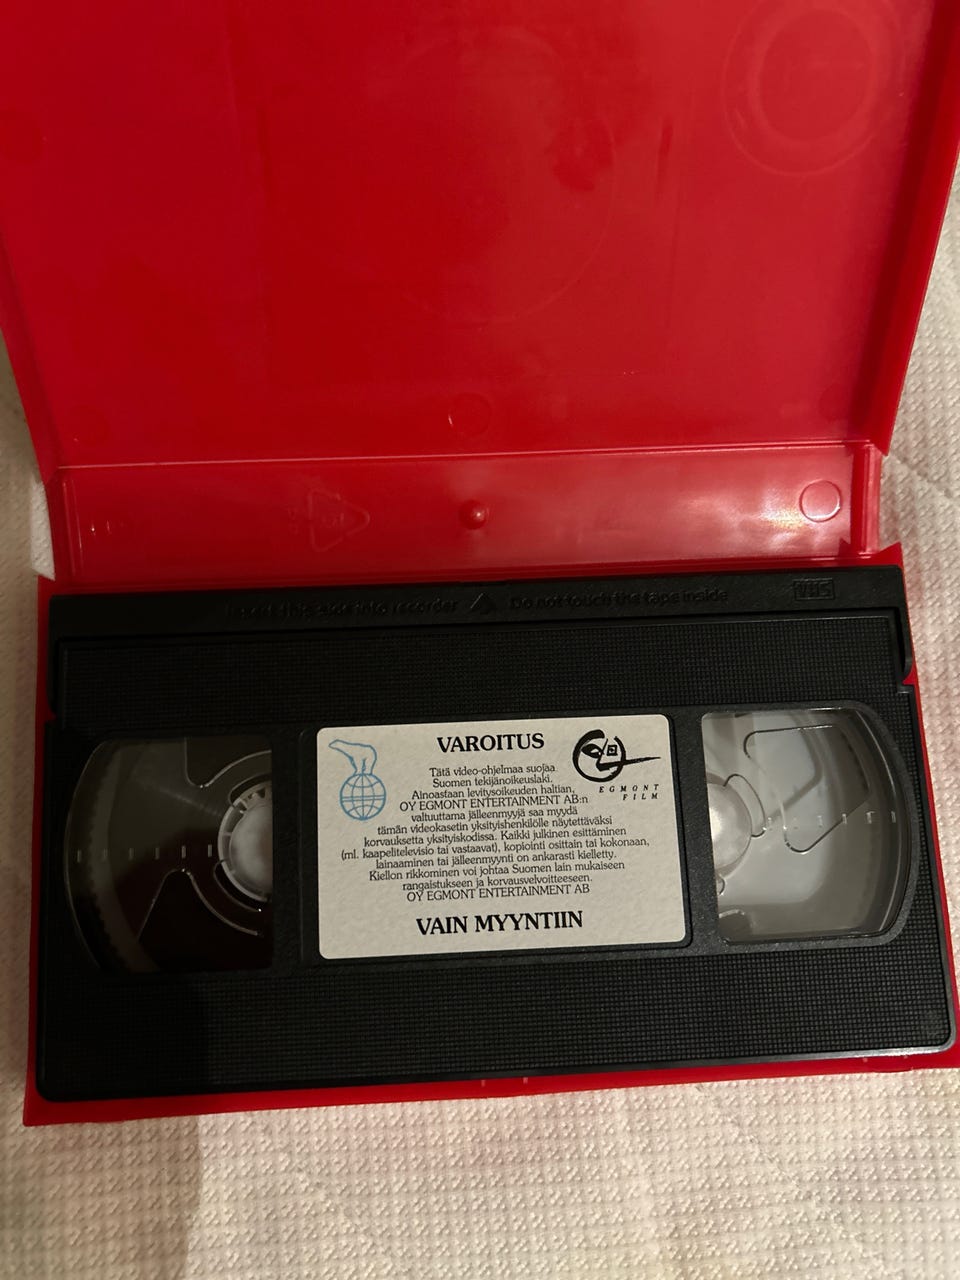 Insert this side into recorder Do not touch the tape inside VHS
VAROITUS
Tätä video-ohjelmaa suojaa
Suomen tekijänoikeuslaki.
Ainoastaan levitysoikeuden haltian,
OY EGMONT ENTERTAINMENT AB:n
valtuuttama jälleenmyyjä saa myydä
tämän videokasetin yksityishenkilölle näytettäväksi
korvauksetta yksityiskodissa. Kaikki julkinen esittäminen
(ml. kaapelitelevisio tai vastaavat), kopiointi osittain tai kokonaan,
lainaaminen tai jälleenmyynti on ankarasti kielletty.
Kiellon rikkominen voi johtaa Suomen lain mukaiseen
rangaistukseen ja korvausvelvoitteeseen.
OY EGMONT ENTERTAINMENT AB
VAIN MYYNTIIN
EGMONT
FILM